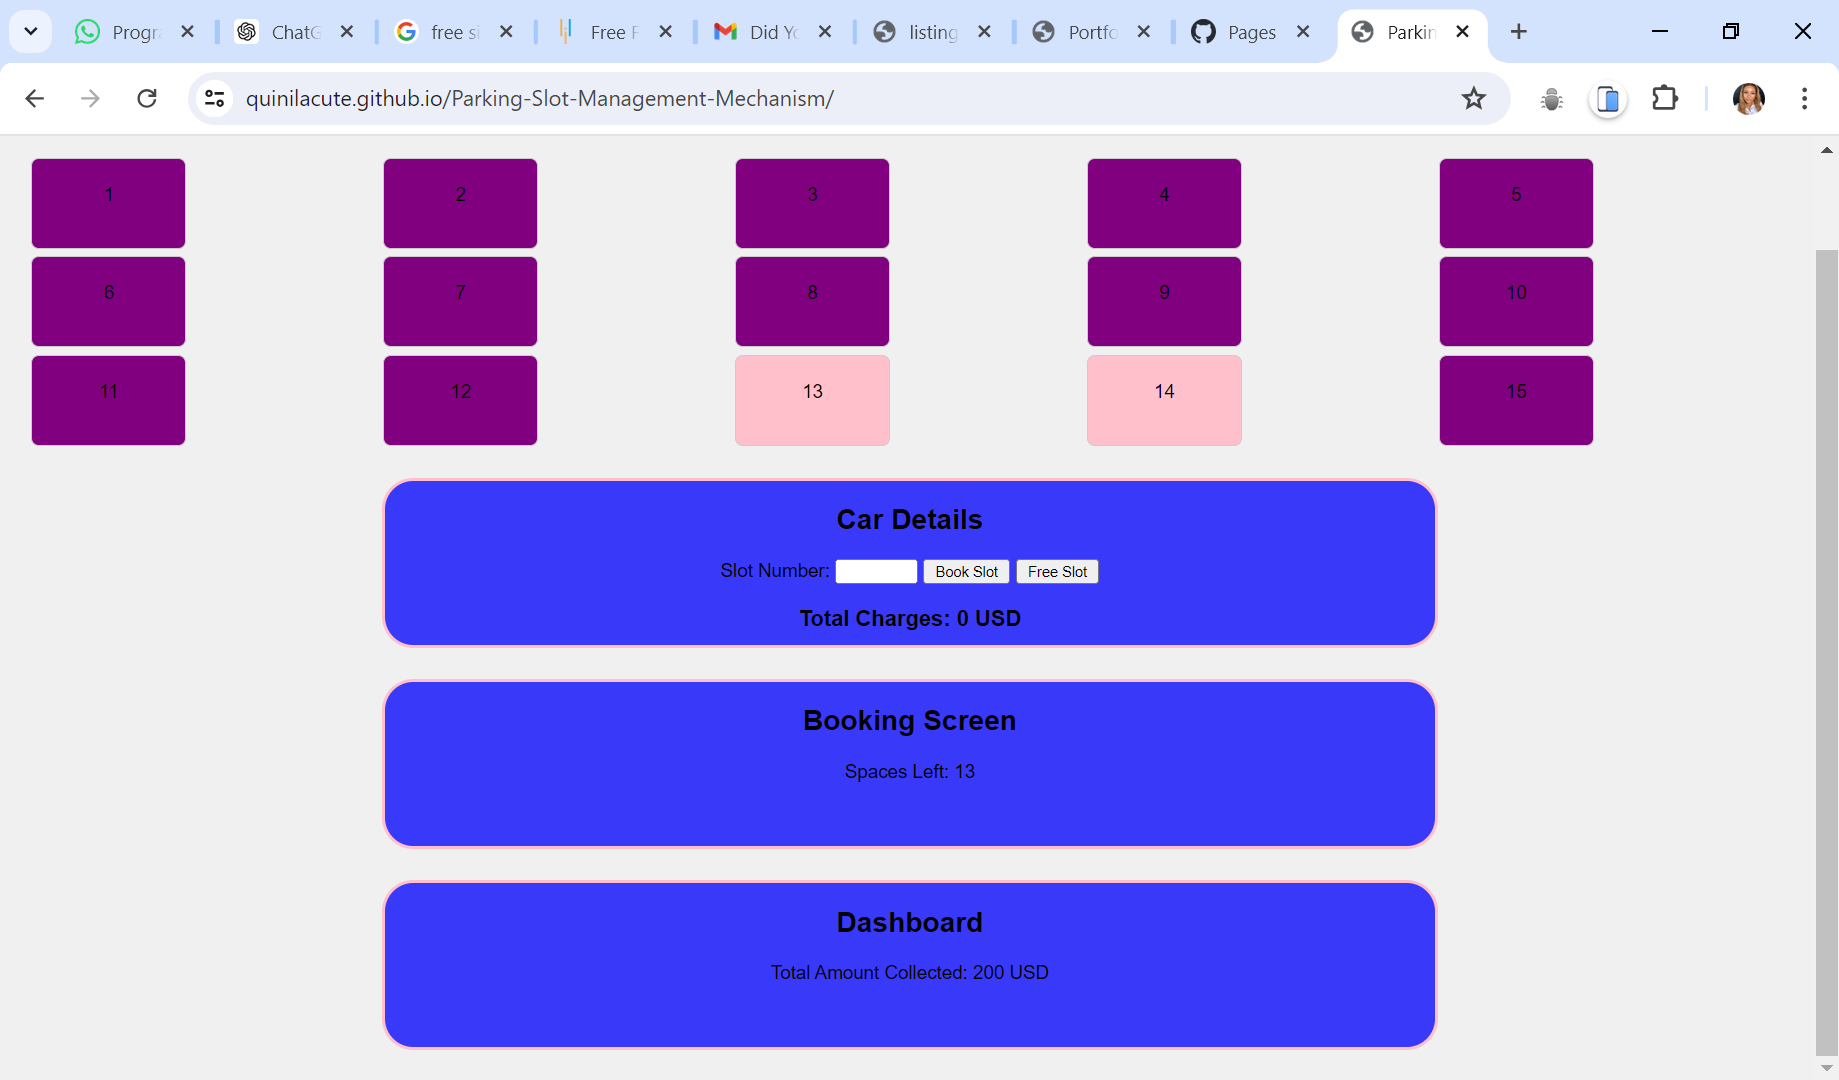 Progra
ChatG
free si
Free F
Did Yo
listing
Portfo
Pages
Parkin
quinilacute.github.io/Parking-Slot-Management-Mechanism/
1 2 3 4 5
6 7 8 9 10
11 12 13 14 15
Car Details
Slot Number: Book Slot Free Slot
Total Charges: 0 USD
Booking Screen
Spaces Left: 13
Dashboard
Total Amount Collected: 200 USD